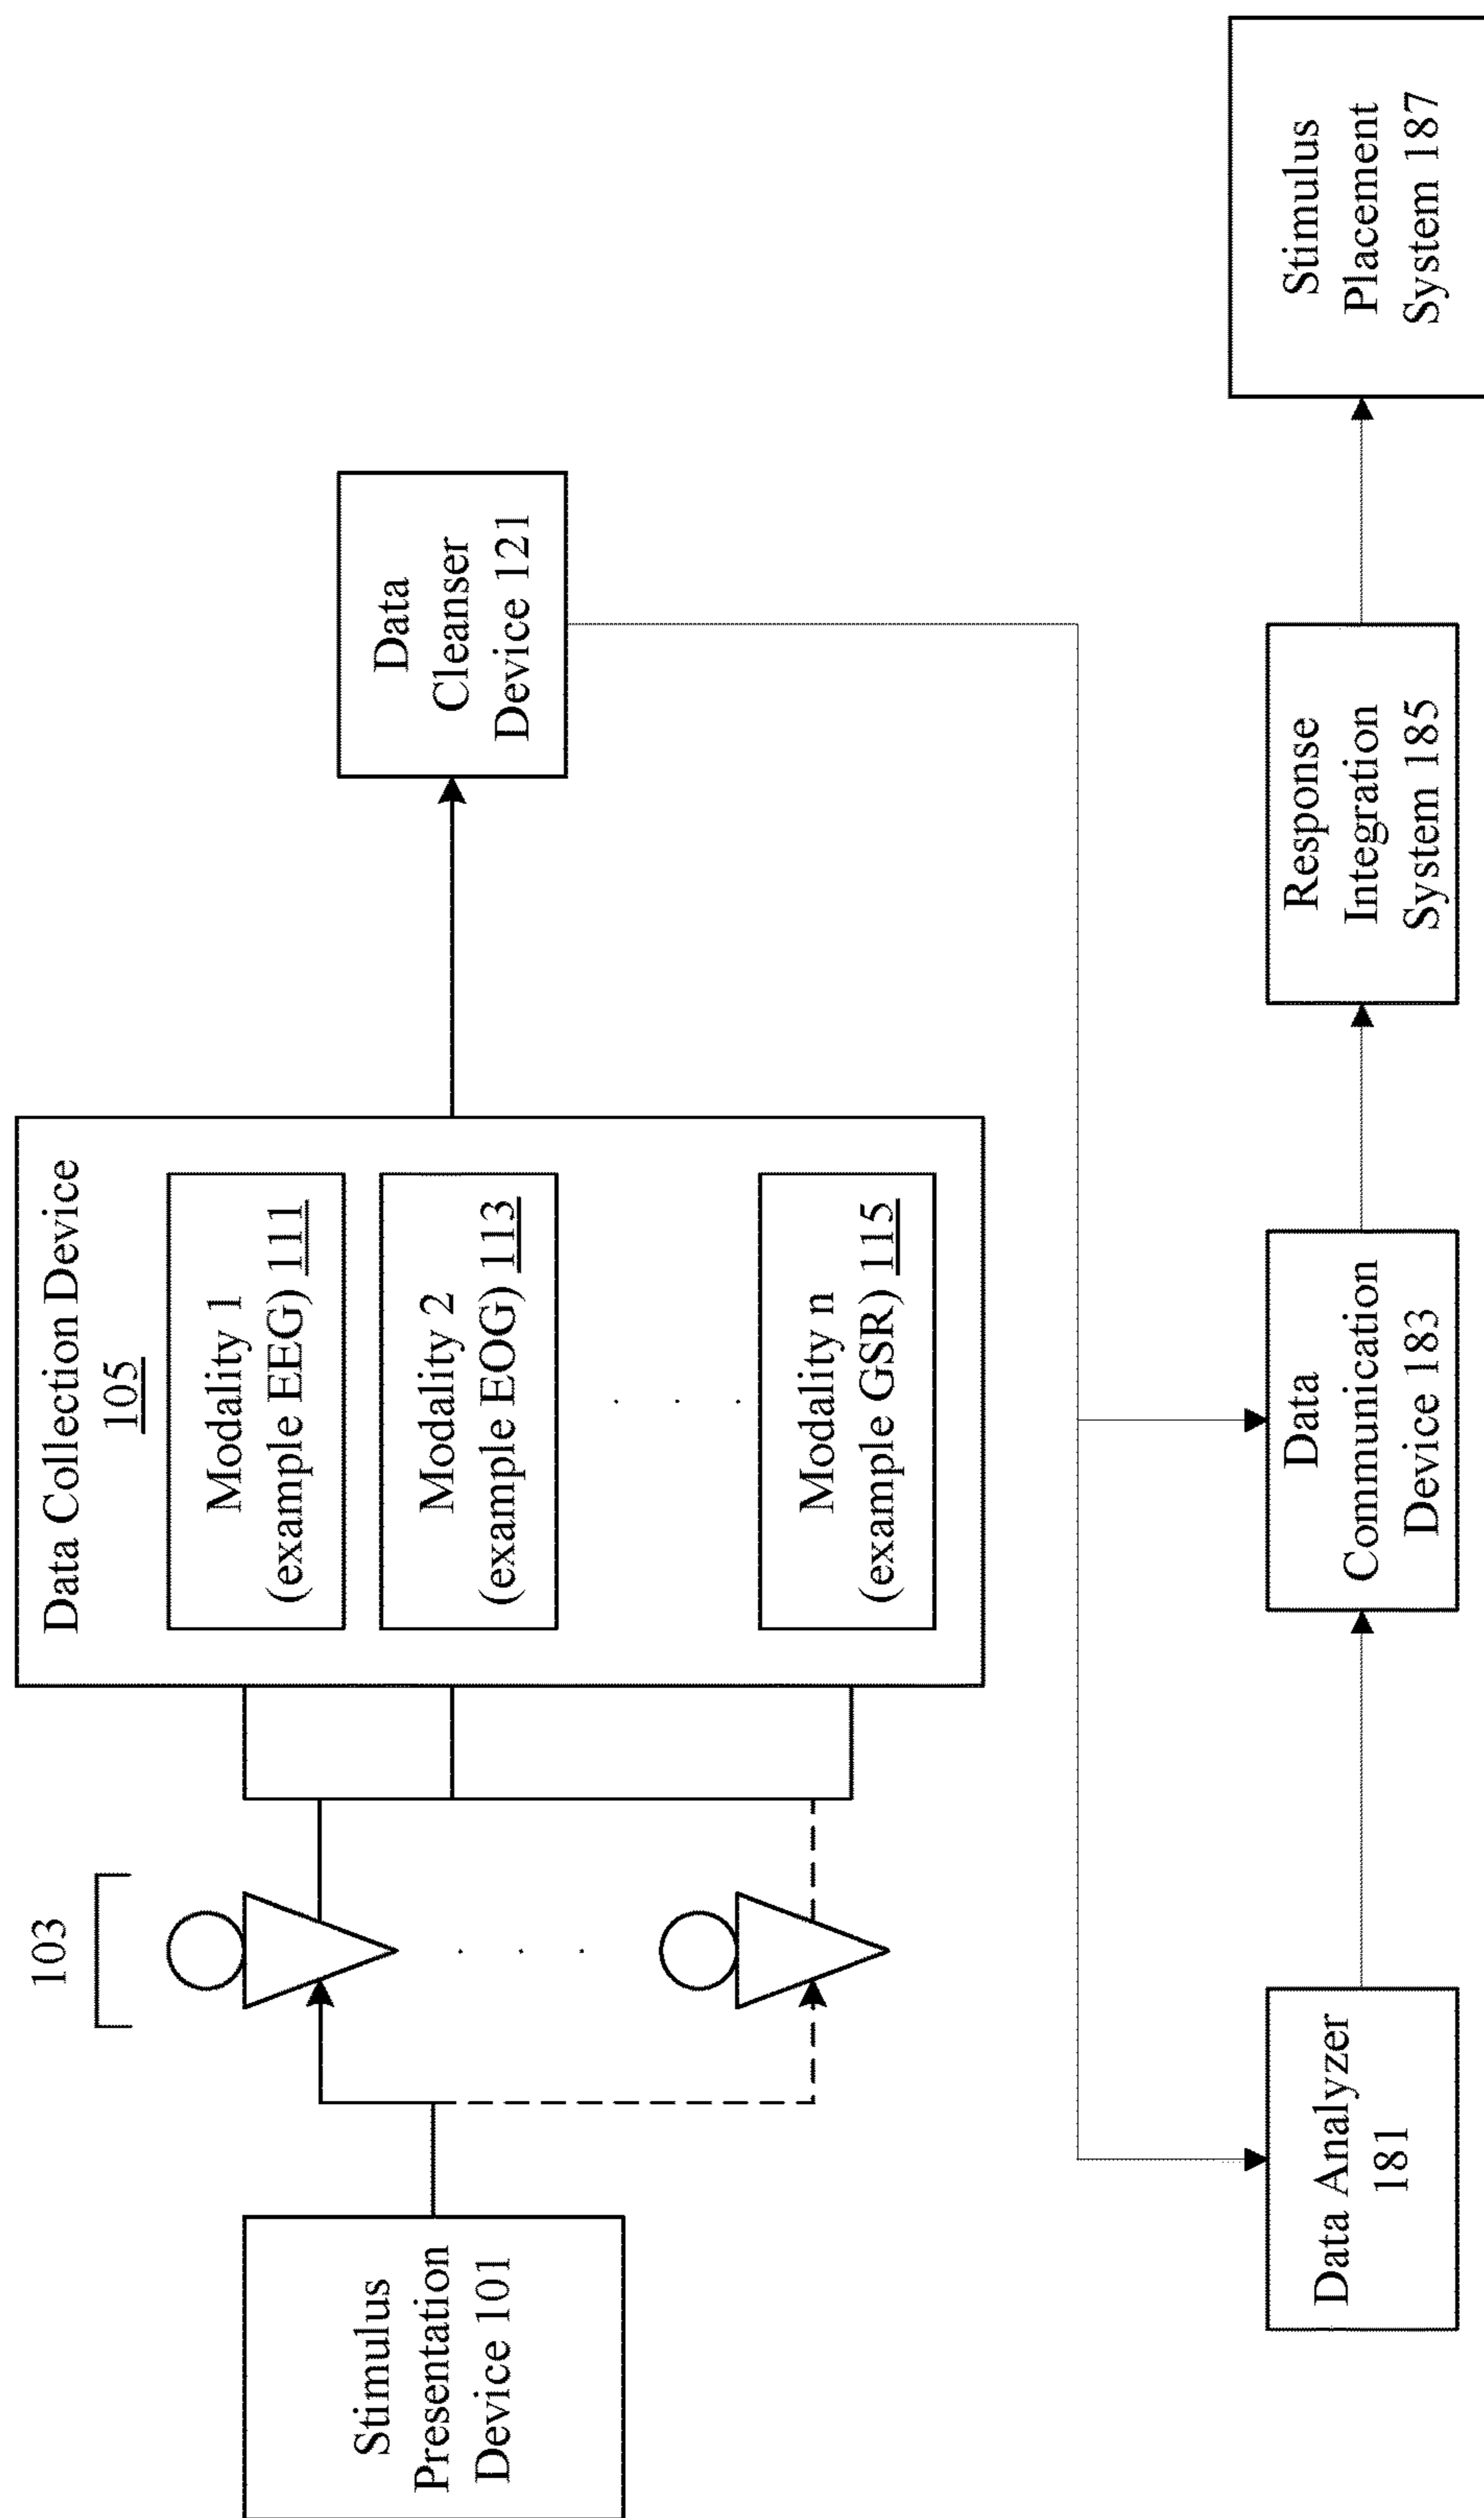 Stimulus
Presentation
Device 101
103
Data Collection Device
105
Modality 1
(example EEG) 111
Modality 2
(example EOG) 113
Modality n
(example GSR) 115
Data
Cleanser
Device 121
Data Analyzer
181
Data
Communication
Device 183
Response
Integration
System 185
Stimulus
Placement
System 187